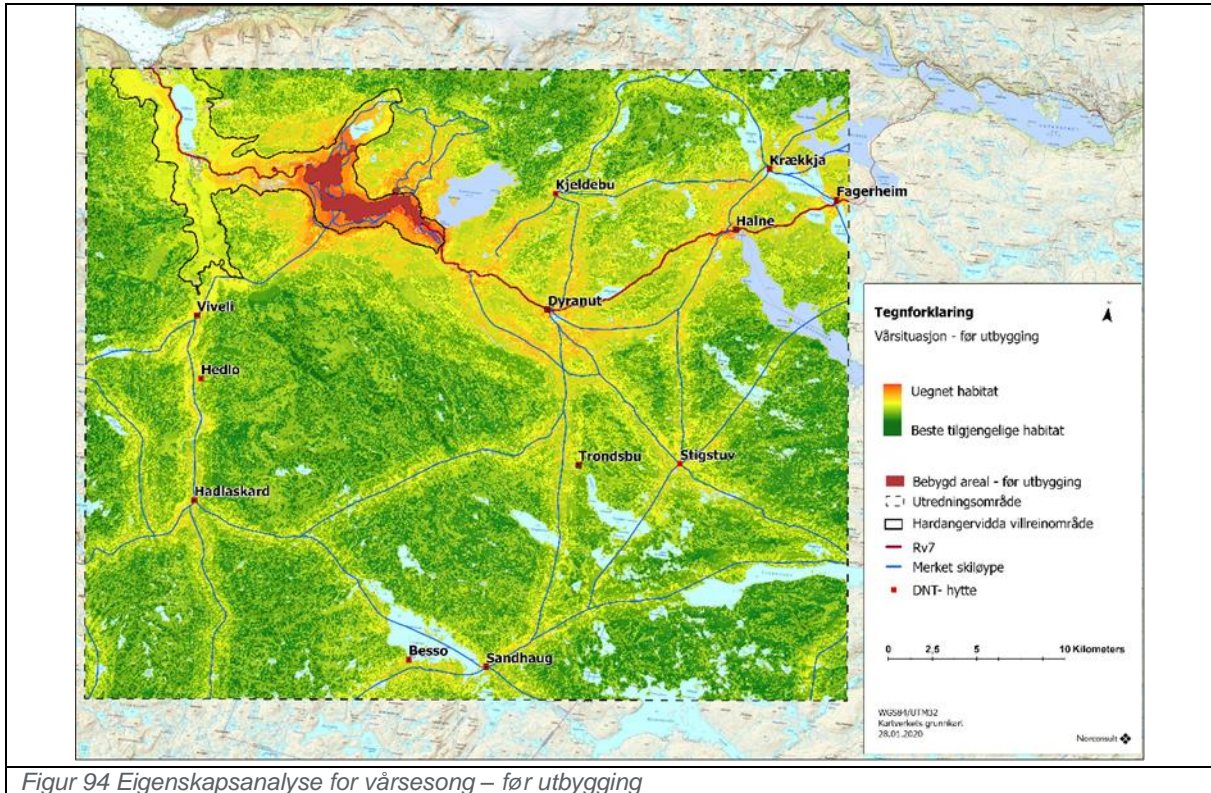 Krækkja
Kjeldebu
Fagerheim
Halne
Dyranut
Viveli
Hedlo
Trondsbu
Stigstuv
Hadlaskard
Besso
Sandhaug
Tegnforklaring
Vårsituasjon - før utbygging
Uegnet habitat
Beste tilgjengelige habitat
Bebygd areal - før utbygging
Utredningsområde
Hardangervidda villreinområde
Rv7
Merket skiløype
DNT- hytte
0 2,5 5 10 Kilometers
WGS84/UTM32
Kartverkets grunnkart
28.01.2020
Norconsult
Figur 94 Eigenskapsanalyse for vårsesong – før utbygging